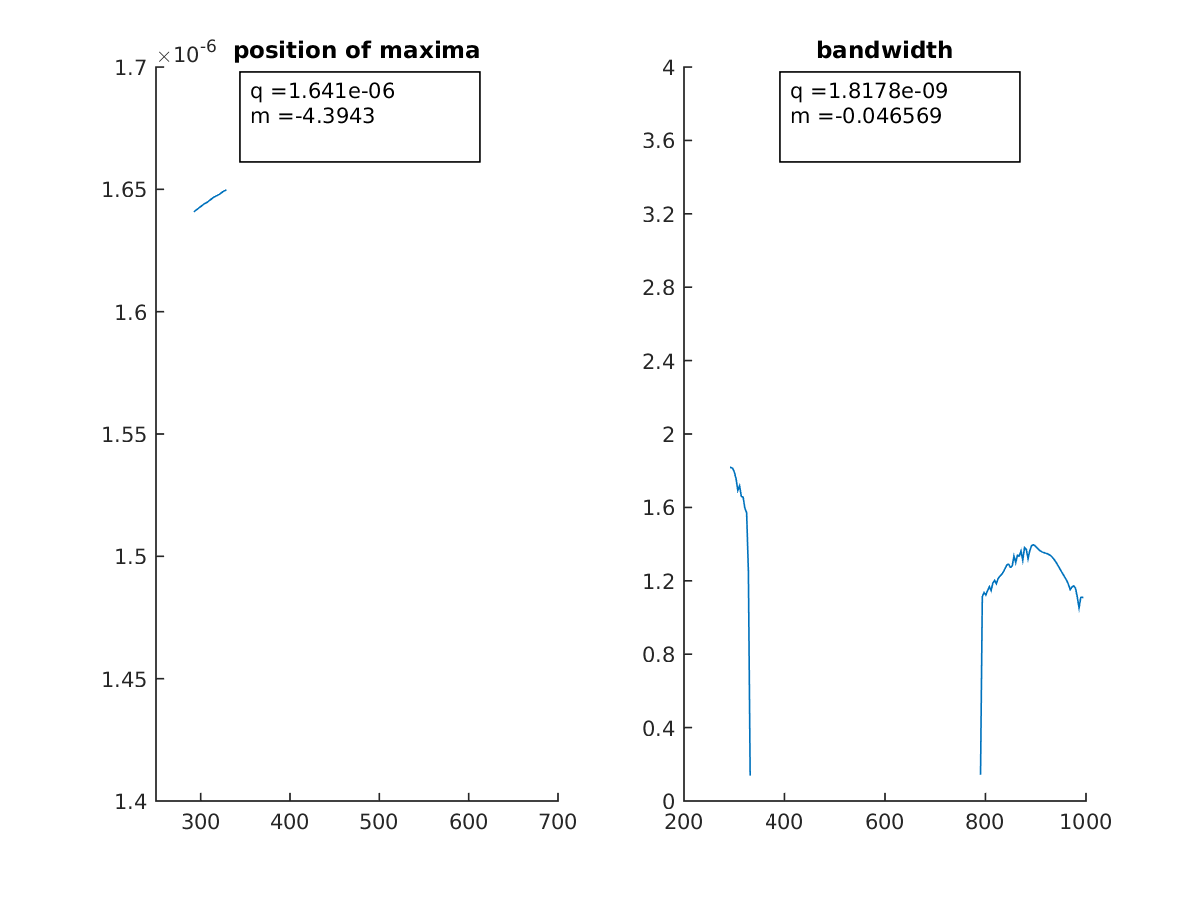 ×10-6
position of maxima
q =1.641e-06
m =-4.3943
1.7
1.65
1.6
1.55
1.5
1.45
1.4
300 400 500 600 700
bandwidth
q =1.8178e-09
m =-0.046569
4
3.6
3.2
2.8
2.4
2
1.6
1.2
0.8
0.4
0
200 400 600 800 1000